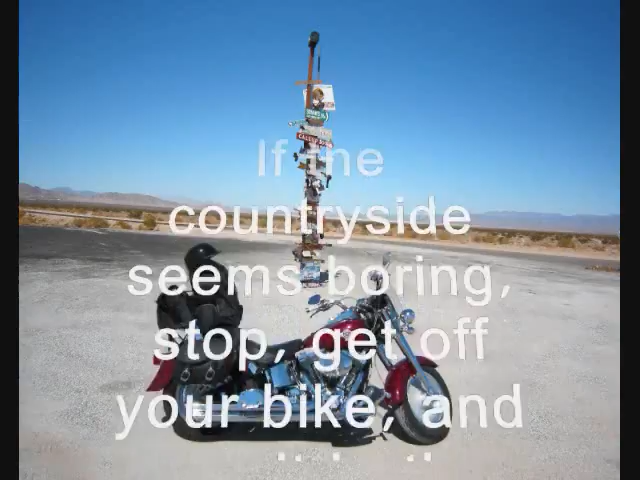 If the
countryside
seems boring,
stop, get off
your bike, and